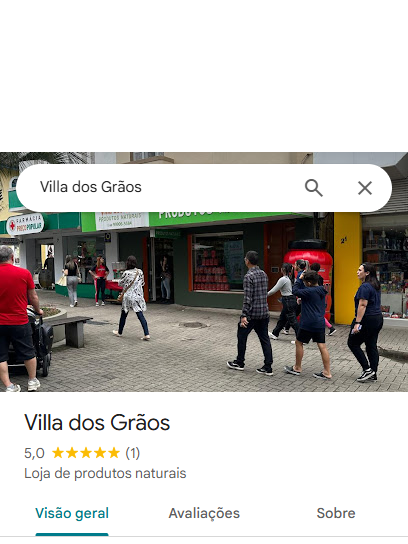 Villa dos Grãos
FARMÁCIA
PREÇO POPULAR
PRODUTOS NATURAIS
PRODUTOS
Villa dos Grãos
5,0 ★★★★★ (1)
Loja de produtos naturais
Visão geral
Avaliações
Sobre